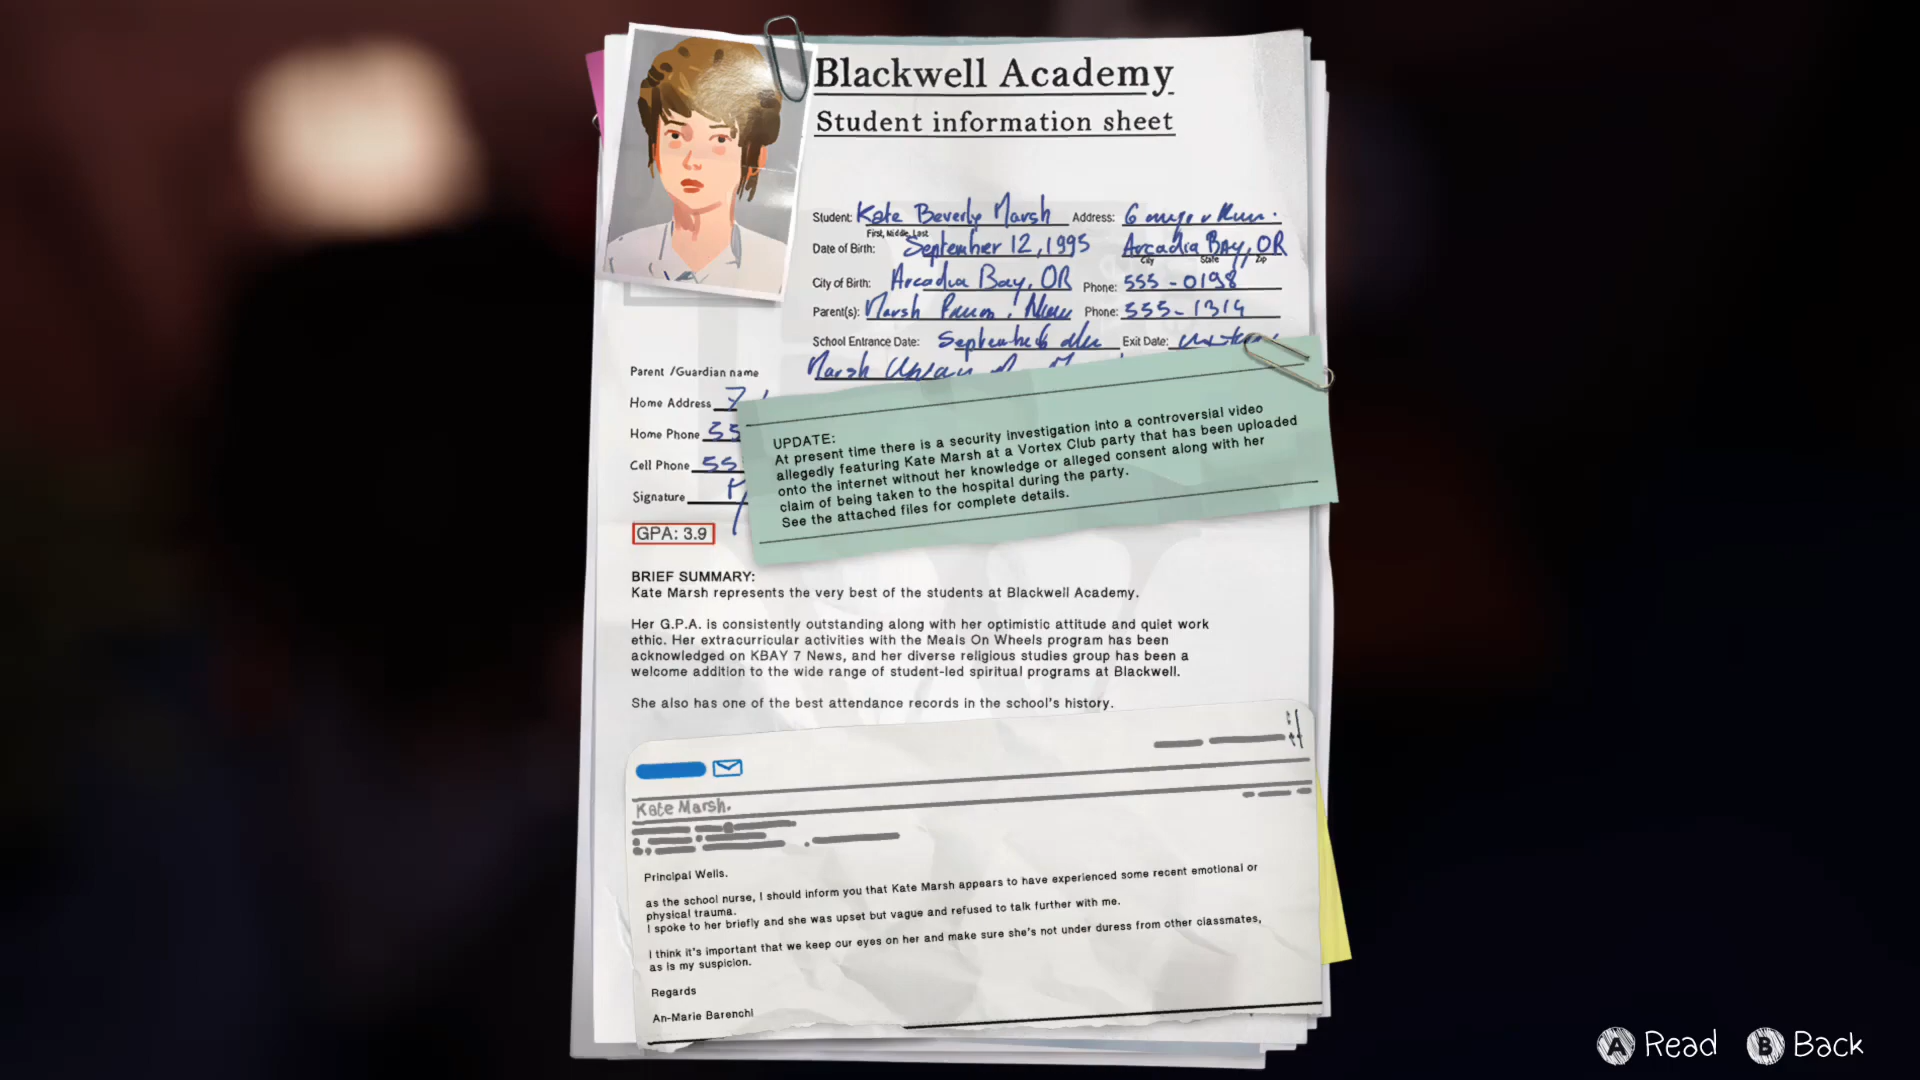 Blackwell Academy
Student information sheet
Student: Kate Beverly Marsh Address:
First, Middle, Last
Date of Birth: September 12, 1995 Arcadia Bay, OR
City State Zip
City of Birth: Arcadia Bay, OR Phone: 555-0198
Parent(s): Marsh Phone: 555-1314
School Entrance Date: September Exit Date:
Parent /Guardian name Marsh
Home Address 7
Home Phone 55
Cell Phone 55
Signature
GPA: 3.9
UPDATE:
At present time there is a security investigation into a controversial video
allegedly featuring Kate Marsh at a Vortex Club party that has been uploaded
onto the internet without her knowledge or alleged consent along with her
claim of being taken to the hospital during the party.
See the attached files for complete details.
BRIEF SUMMARY:
Kate Marsh represents the very best of the students at Blackwell Academy.
Her G.P.A. is consistently outstanding along with her optimistic attitude and quiet work
ethic. Her extracurricular activities with the Meals On Wheels program has been
acknowledged on KBAY 7 News, and her diverse religious studies group has been a
welcome addition to the wide range of student-led spiritual programs at Blackwell.
She also has one of the best attendance records in the school's history.
Kate Marsh.
Principal Wells.
as the school nurse, I should inform you that Kate Marsh appears to have experienced some recent emotional or
physical trauma.
I spoke to her briefly and she was upset but vague and refused to talk further with me.
I think it's important that we keep our eyes on her and make sure she's not under duress from other classmates,
as is my suspicion.
Regards
An-Marie Barenchi
A Read B Back